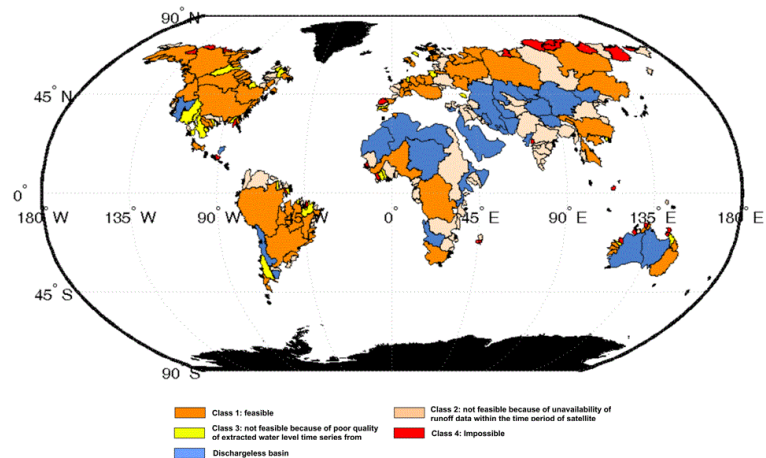 90° N
45° N
0°
180° W 135° W 90° W 45° W 0° 45° E 90° E 135° E 180° E
45° S
90° S
Class 1: feasible
Class 2: not feasible because of unavailability of
runoff data within the time period of satellite
Class 3: not feasible because of poor quality
of extracted water level time series from
Class 4: Impossible
Dischargeless basin